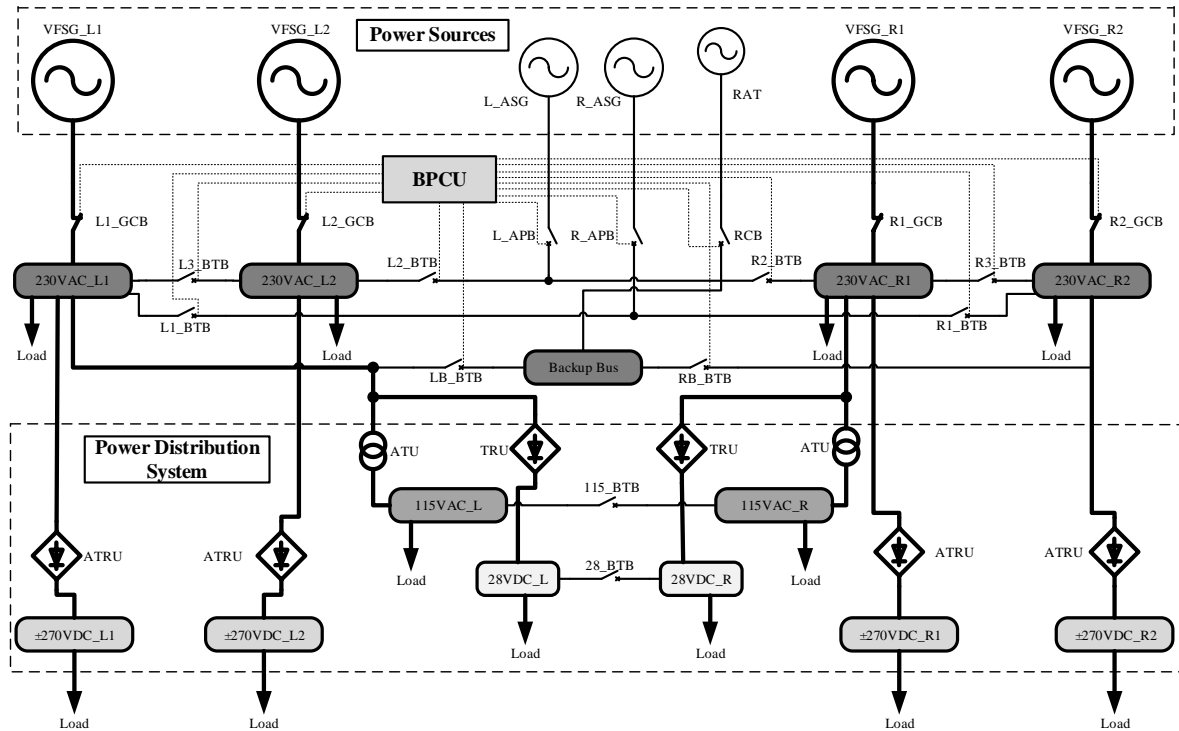 VFSG_L1
VFSG_L2
Power Sources
L_ASG
R_ASG
RAT
VFSG_R1
VFSG_R2
BPCU
L1_GCB
L2_GCB
L_APB
R_APB
RCB
R1_GCB
R2_GCB
230VAC_L1
L3_BTB
230VAC_L2
L2_BTB
R2_BTB
230VAC_R1
R3_BTB
230VAC_R2
L1_BTB
R1_BTB
Load
Load
Load
Load
LB_BTB
Backup Bus
RB_BTB
Power Distribution
System
ATU
TRU
TRU
ATU
115VAC_L
115_BTB
115VAC_R
ATRU
ATRU
ATRU
ATRU
Load
Load
28VDC_L
28_BTB
28VDC_R
±270VDC_L1
±270VDC_L2
Load
Load
±270VDC_R1
±270VDC_R2
Load
Load
Load
Load